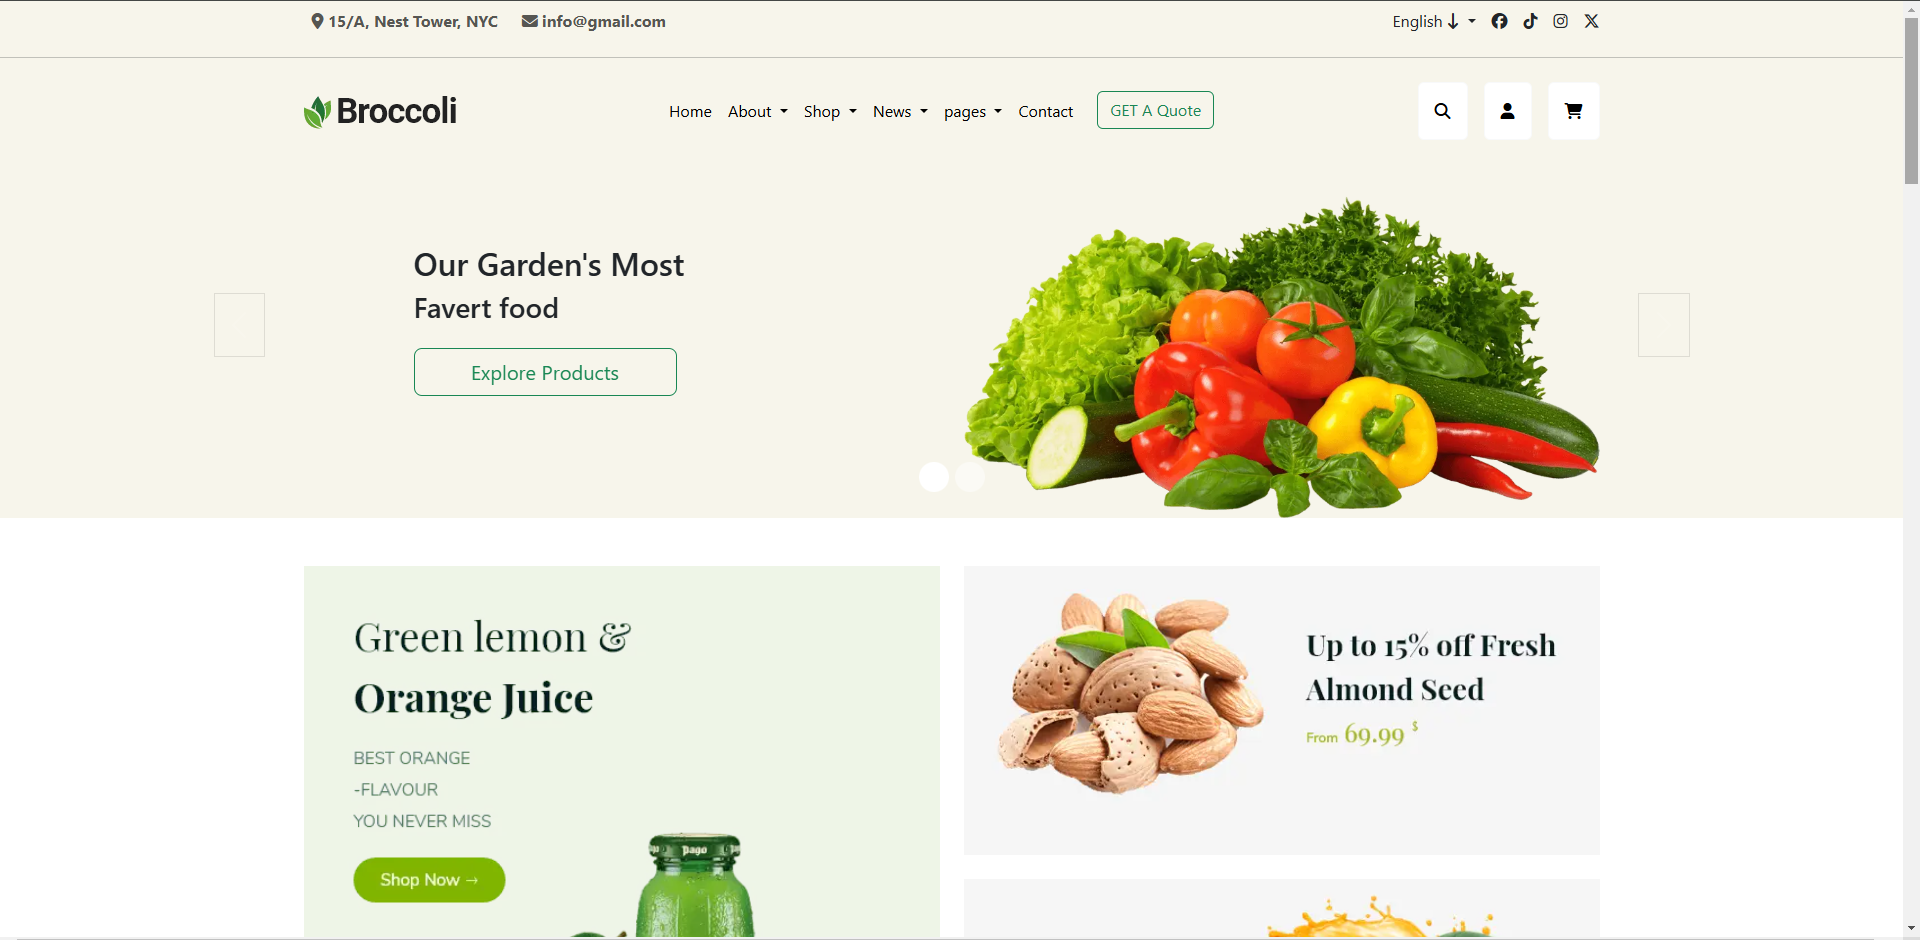 15/A, Nest Tower, NYC info@gmail.com English
Broccoli Home About Shop News pages Contact GET A Quote
Our Garden's Most
Favert food
Explore Products
Green lemon &
Orange Juice
BEST ORANGE
-FLAVOUR
YOU NEVER MISS
Shop Now →
Pago
Up to 15% off Fresh
Almond Seed
From 69.99 $